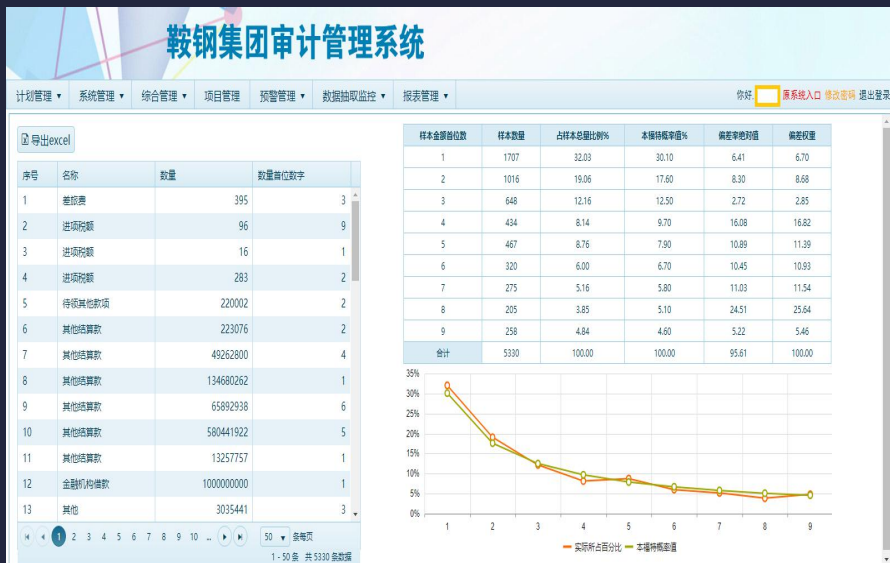 鞍钢集团审计管理系统
计划管理 ▼ 系统管理 ▼ 综合管理 ▼ 项目管理 预警管理 ▼ 数据抽取监控 ▼ 报表管理 ▼ 你好, 原系统入口 修改密码 退出登录
导出excel
序号 名称 数量 数量首位数字
1 差旅费 395 3
2 进项税额 96 9
3 进项税额 16 1
4 进项税额 283 2
5 待领其他款项 220002 2
6 其他结算款 223076 2
7 其他结算款 49262800 4
8 其他结算款 134680262 1
9 其他结算款 65892938 6
10 其他结算款 580441922 5
11 其他结算款 13257757 1
12 金融机构借款 1000000000 1
13 其他 3035441 3
1 2 3 4 5 6 7 8 9 10 ... 50 ▼ 条每页
1 - 50 条 共 5330 条数据
样本金额首位数 样本数量 占样本总量比例% 本福特概率值% 偏差率绝对值 偏差权重
1 1707 32.03 30.10 6.41 6.70
2 1016 19.06 17.60 8.30 8.68
3 648 12.16 12.50 2.72 2.85
4 434 8.14 9.70 16.08 16.82
5 467 8.76 7.90 10.89 11.39
6 320 6.00 6.70 10.45 10.93
7 275 5.16 5.80 11.03 11.54
8 205 3.85 5.10 24.51 25.64
9 258 4.84 4.60 5.22 5.46
合计 5330 100.00 100.00 95.61 100.00
35%
30%
25%
20%
15%
10%
5%
0%
1 2 3 4 5 6 7 8 9
实际所占百分比 本福特概率值